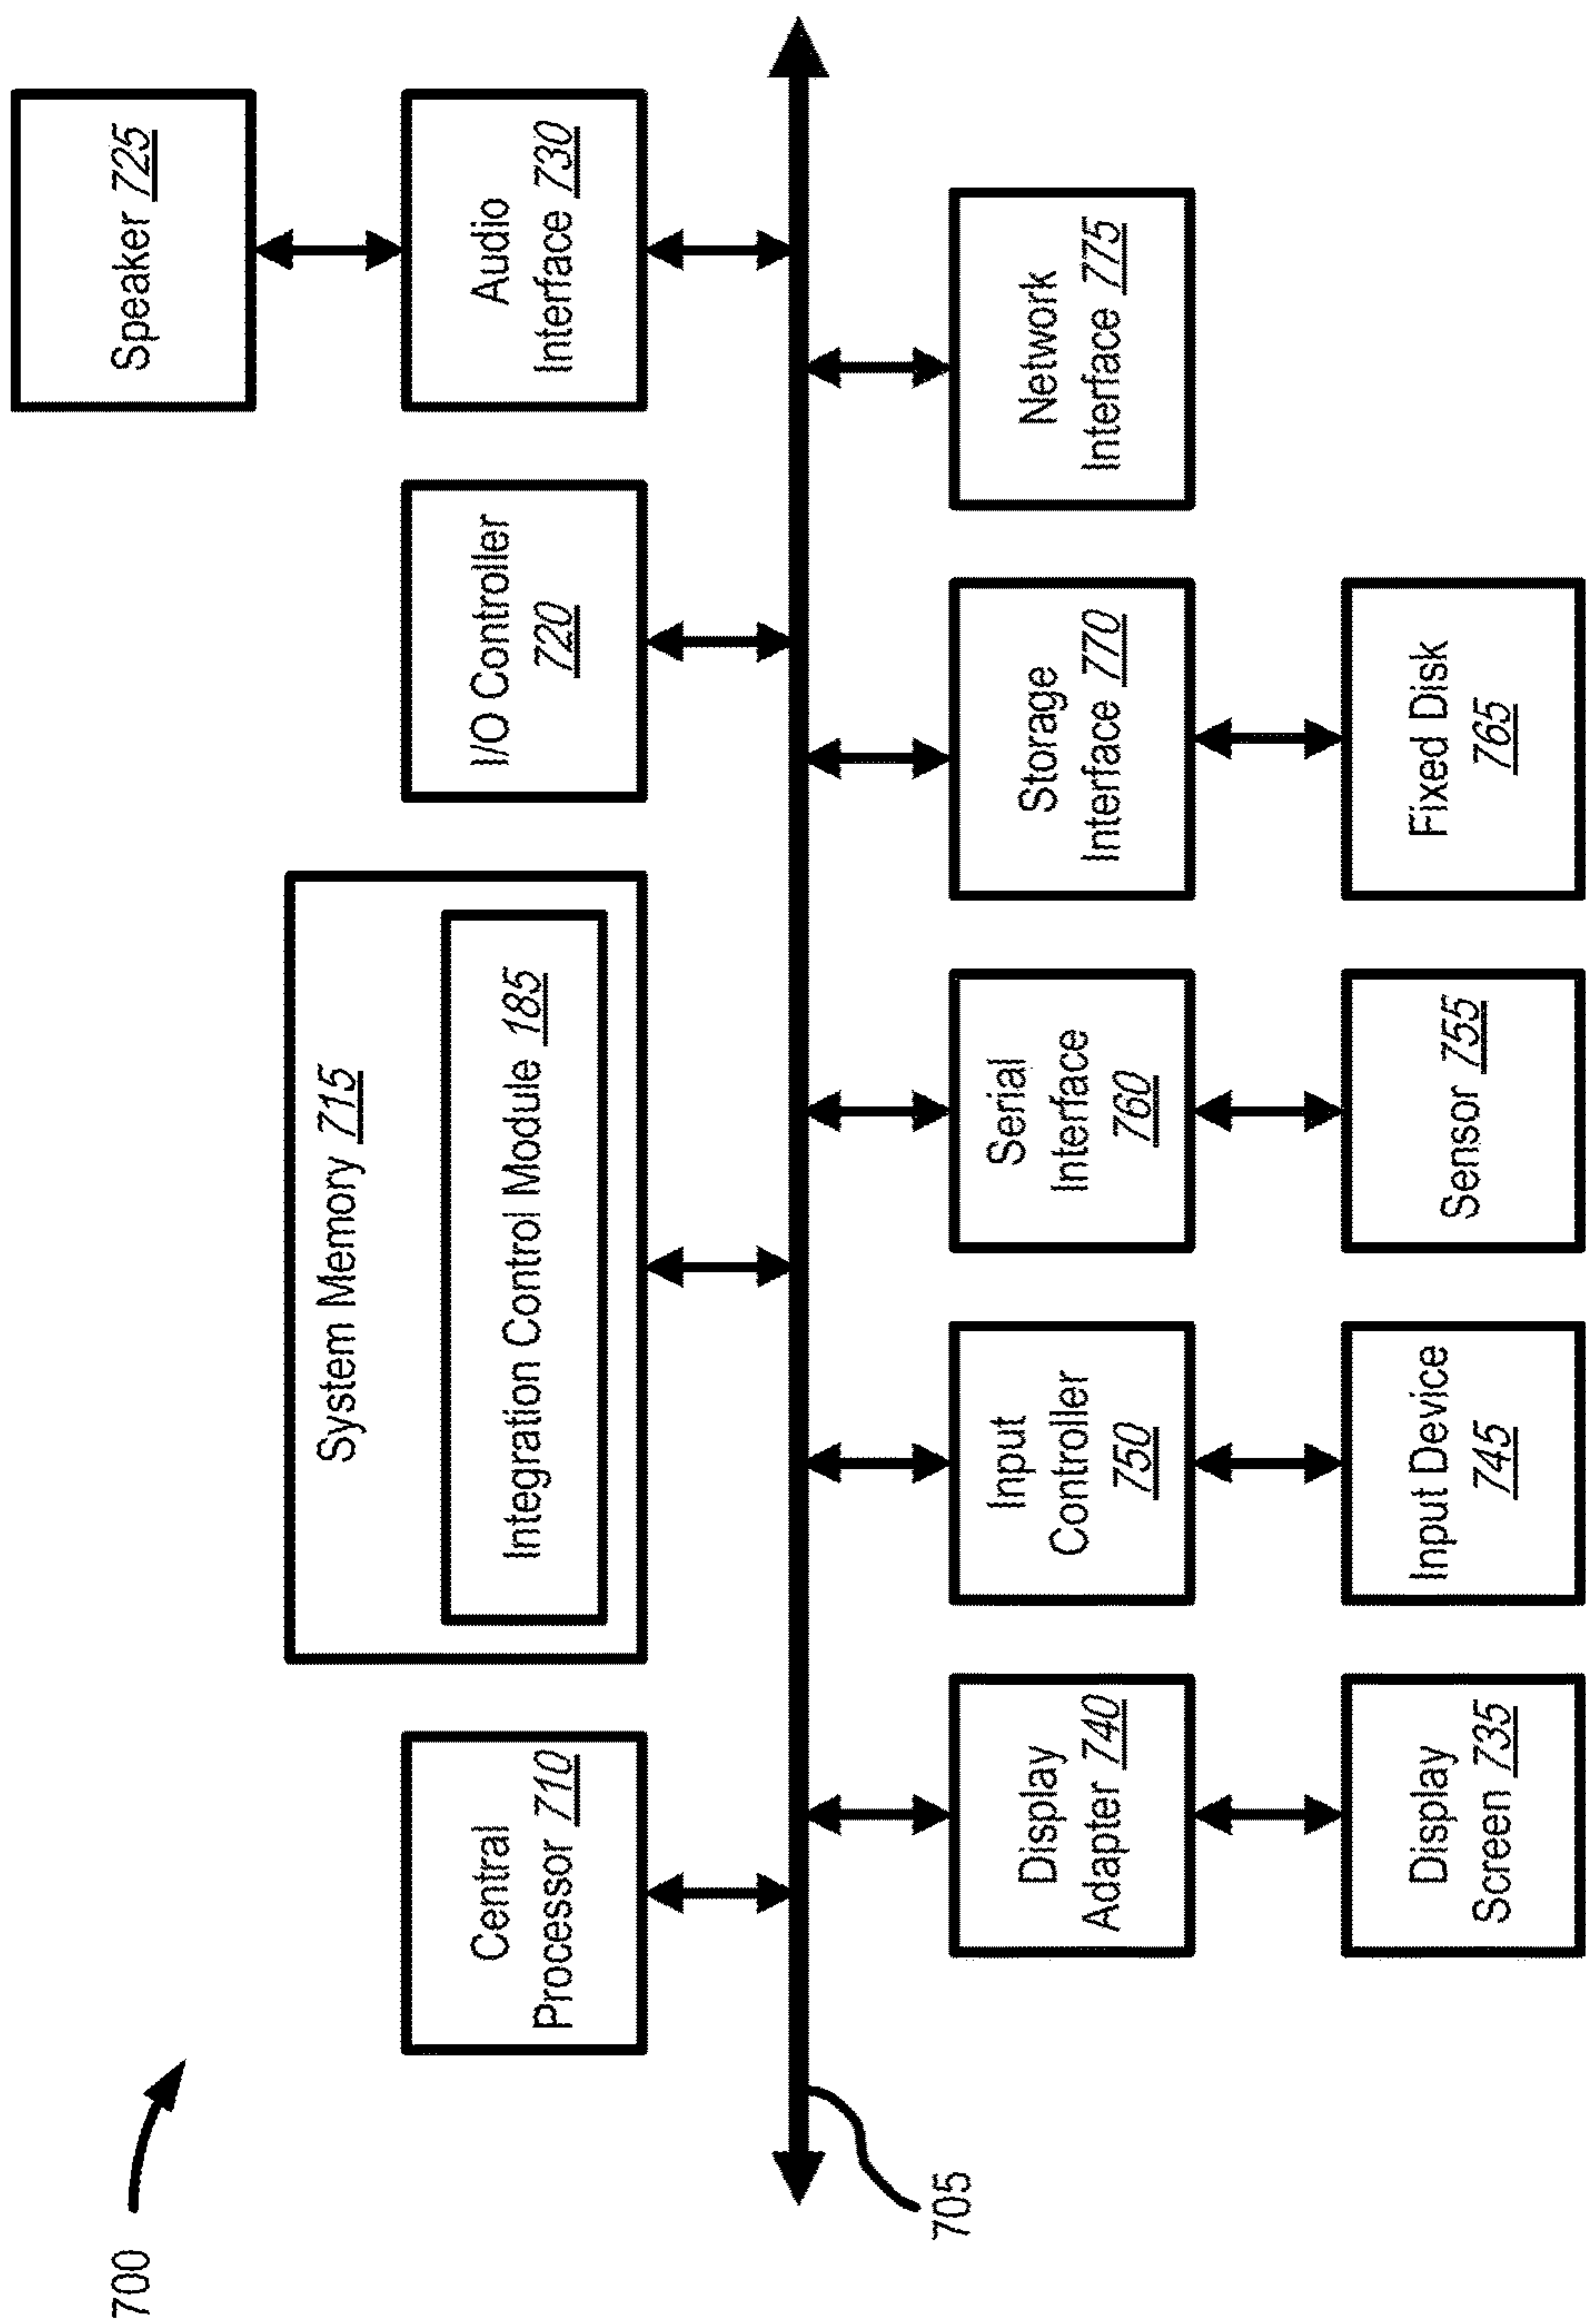 700
Speaker 725
System Memory 715
Integration Control Module 185
Central
Processor 710
I/O Controller
720
Audio
Interface 730
705
Display
Adapter 740
Input
Controller
750
Serial
Interface
760
Storage
Interface 770
Network
Interface 775
Display
Screen 735
Input Device
745
Sensor 755
Fixed Disk
765